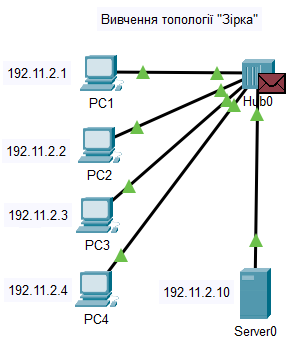 Вивчення топології "Зірка"
192.11.2.1
PC1
Hub0
192.11.2.2
PC2
192.11.2.3
PC3
192.11.2.4
PC4
192.11.2.10
Server0